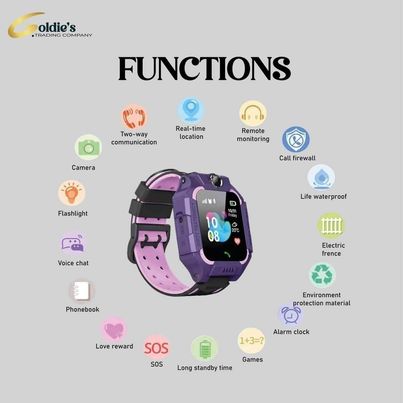 Goldie's
TRADING COMPANY
FUNCTIONS
Two-way
communication
Real-time
location
Remote
monitoring
Camera
Call firewall
Flashlight
Life waterproof
Voice chat
Electric
frence
Phonebook
Environment
protection material
Love reward
Alarm clock
SOS
SOS
Long standby time
1+3=?
Games
10
08